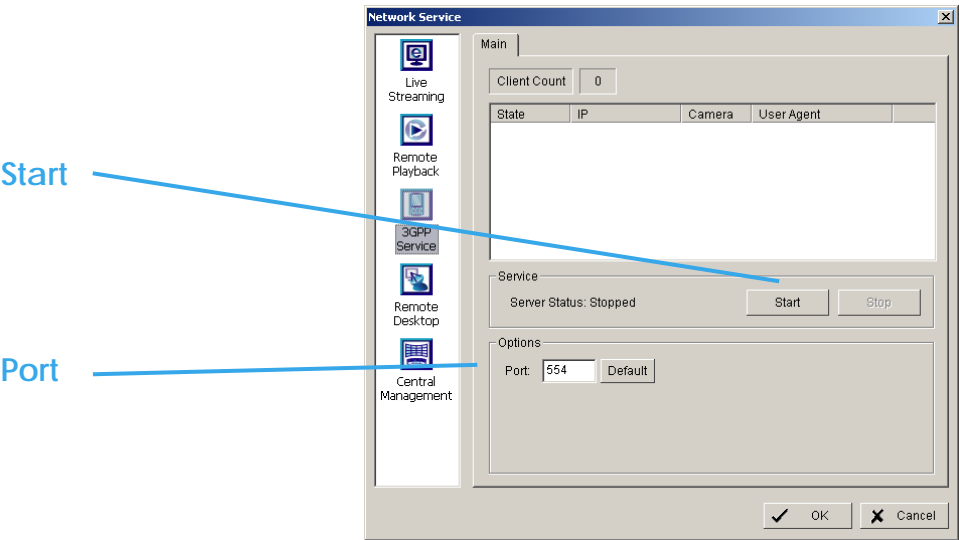 Network Service
Live
Streaming
Remote
Playback
3GPP
Service
Remote
Desktop
Central
Management
Main
Client Count 0
State IP Camera User Agent
Start
Service
Server Status: Stopped Start Stop
Options
Port
Port: 554 Default
OK Cancel